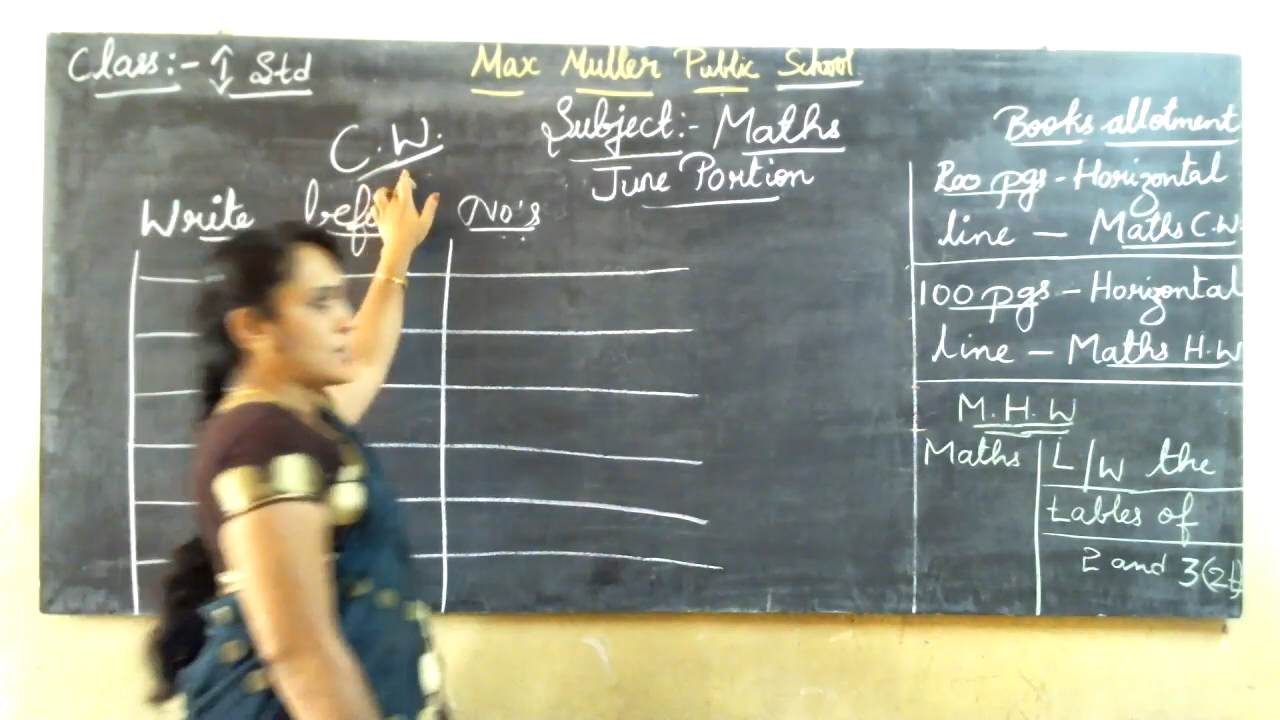 Class:- I Std
Max Muller Public School
Subject:- Maths
June Portion
C.W.
Write No's
Books allotment
200 pgs - Horizontal
line - Maths C.W.
100 pgs - Horizontal
line - Maths H.W
M.H.W
Maths L/W the
tables of
2 and 3(2t)